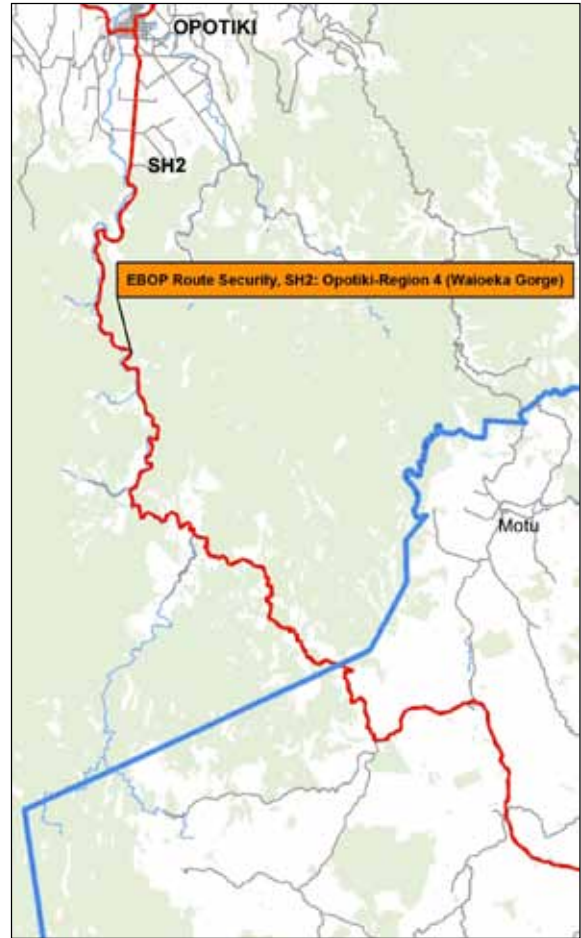 OPOTIKI
SH2
EBOP Route Security, SH2: Opotiki-Region 4 (Waioeka Gorge)
Motu